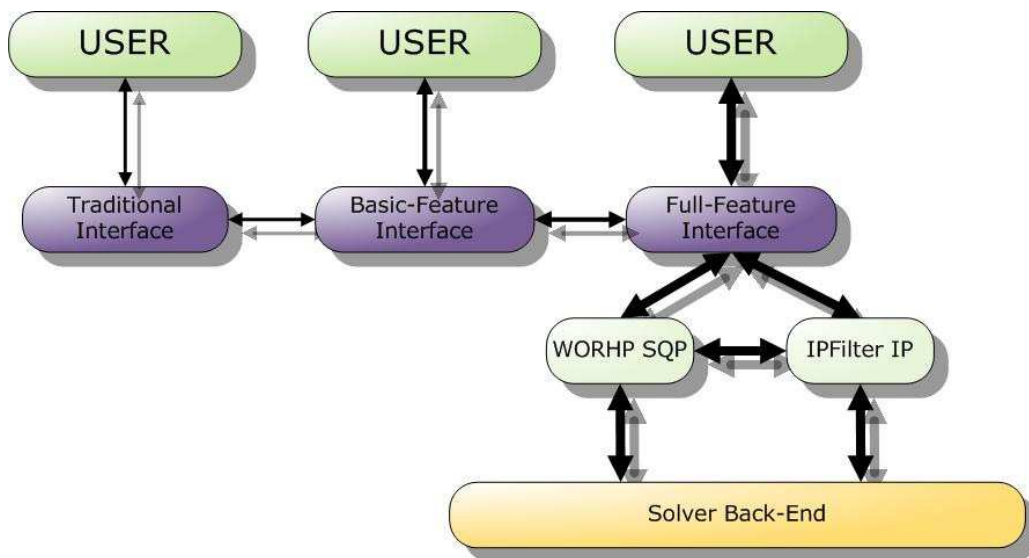 USER
USER
USER
Traditional
Interface
Basic-Feature
Interface
Full-Feature
Interface
WORHP SQP
IPFilter IP
Solver Back-End